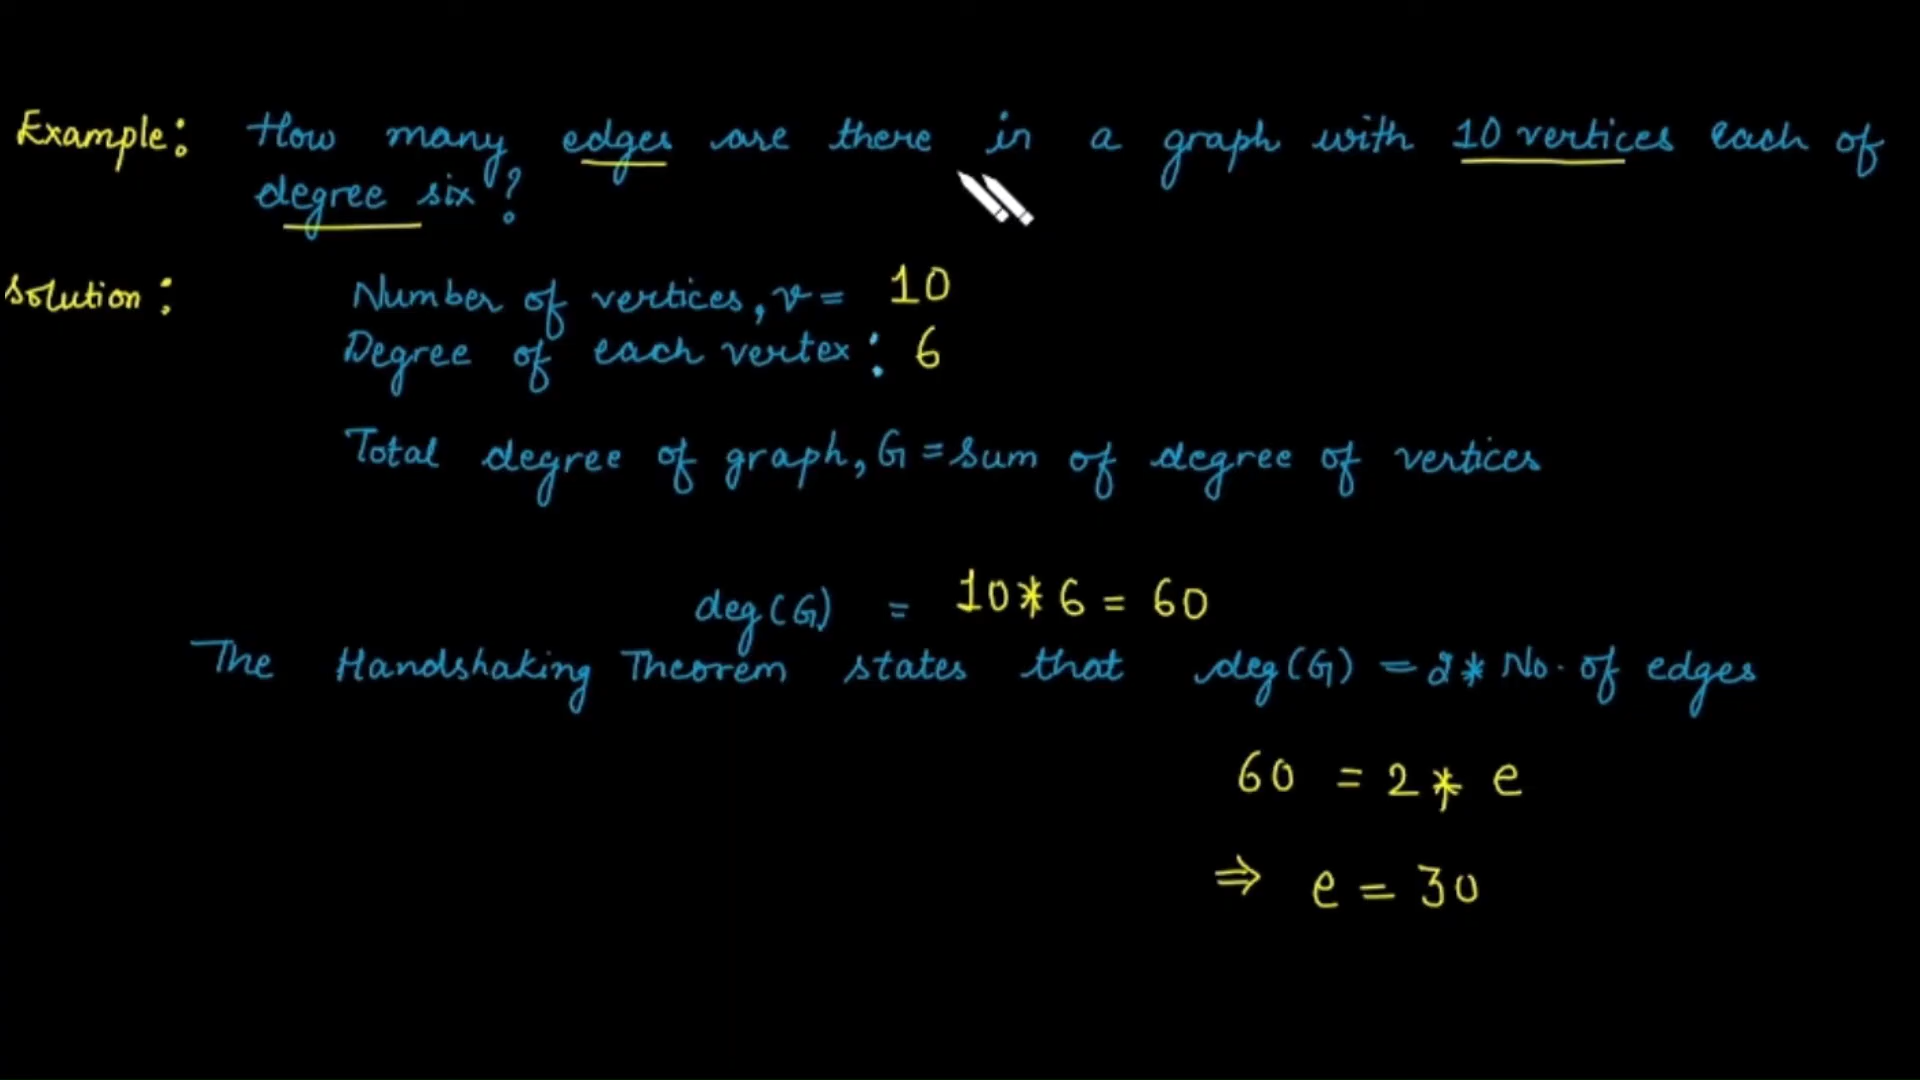 Example: How many edges are there in a graph with 10 vertices each of
degree six?
Solution: Number of vertices, v = 10
Degree of each vertex: 6
Total degree of graph, G = Sum of degree of vertices
deg(G) = 10 * 6 = 60
The Handshaking Theorem states that deg(G) = 2 * No. of edges
60 = 2 * e
⇒ e = 30